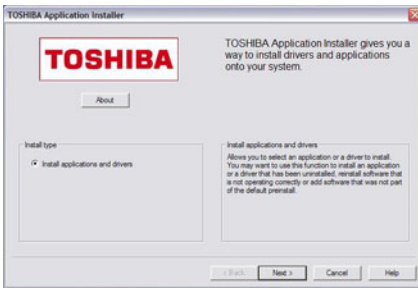 TOSHIBA Application Installer
TOSHIBA
TOSHIBA Application Installer gives you a
way to install drivers and applications
onto your system.
About
Install type
Install applications and drivers
Install applications and drivers
Allows you to select an application or a driver to install.
You may want to use this function to install an application
or a driver that has been uninstalled, reinstall software that
is not operating correctly or add software that was not part
of the default preinstall.
< Back
Next >
Cancel
Help